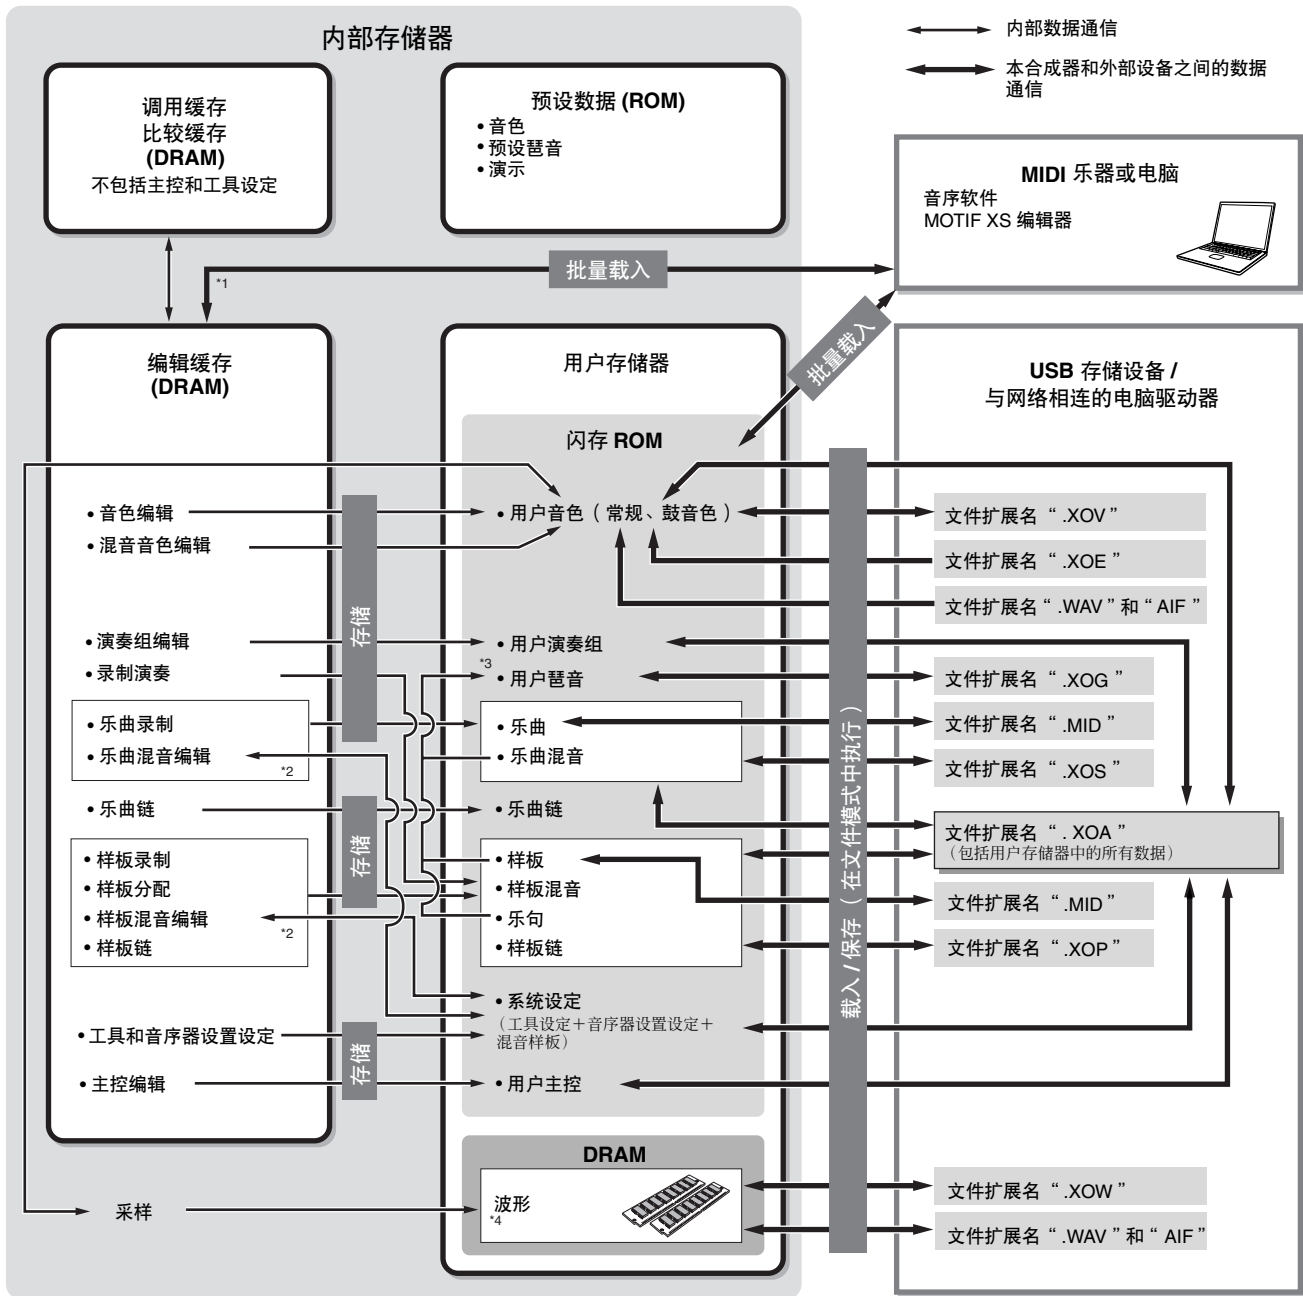 内部存储器
内部数据通信
本合成器和外部设备之间的数据
通信
调用缓存
比较缓存
(DRAM)
不包括主控和工具设定
预设数据 (ROM)
• 音色
• 预设琶音
• 演示
MIDI 乐器或电脑
音序软件
MOTIF XS 编辑器
批量载入
*1
批量载入
编辑缓存
(DRAM)
• 音色编辑
• 混音音色编辑
• 演奏组编辑
• 录制演奏
• 乐曲录制
• 乐曲混音编辑
*2
• 乐曲链
• 样板录制
• 样板分配
• 样板混音编辑
*2
• 样板链
• 工具和音序器设置设定
• 主控编辑
采样
存储
存储
存储
用户存储器
闪存 ROM
• 用户音色（常规、鼓音色）
• 用户演奏组
*3
• 用户琶音
• 乐曲
• 乐曲混音
• 乐曲链
• 样板
• 样板混音
• 乐句
• 样板链
• 系统设定
（工具设定＋音序器设置设定＋
混音样板）
• 用户主控
DRAM
波形
*4
载入 / 保存（在文件模式中执行）
USB 存储设备 /
与网络相连的电脑驱动器
文件扩展名“ .XOV ”
文件扩展名“ .XOE ”
文件扩展名“ .WAV ”和“ AIF ”
文件扩展名“ .XOG ”
文件扩展名“ .MID ”
文件扩展名“ .XOS ”
文件扩展名“ . XOA ”
（包括用户存储器中的所有数据）
文件扩展名“ .MID ”
文件扩展名“ .XOP ”
文件扩展名“ .XOW ”
文件扩展名“ .WAV ”和“ AIF ”